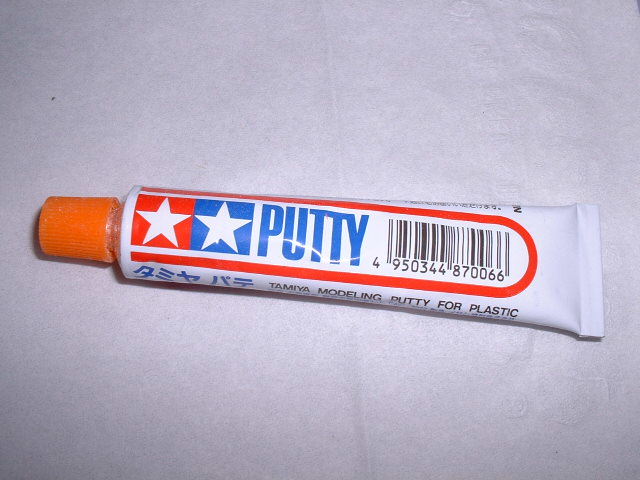 PUTTY
4 950344 870066
タミヤ パテ TAMIYA MODELING PUTTY FOR PLASTIC